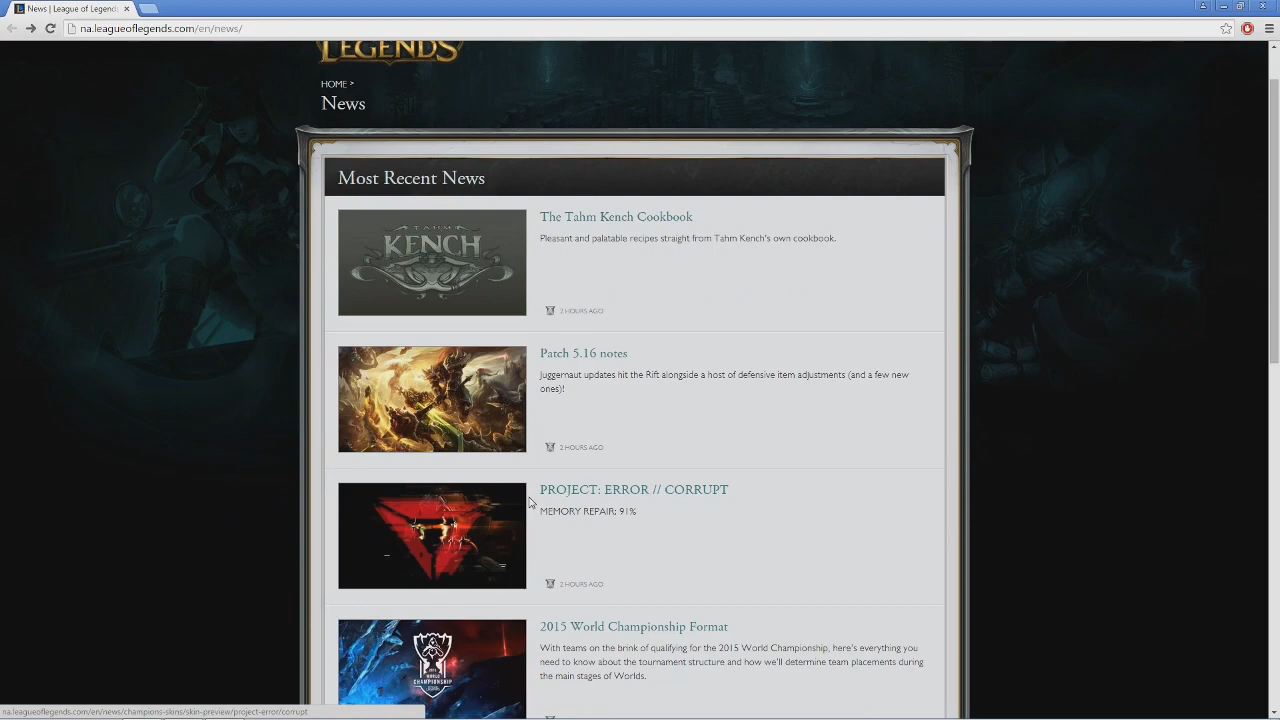 News | League of Legends
na.leagueoflegends.com/en/news/
LEGENDS
HOME >
News
Most Recent News
TAHM
KENCH
The Tahm Kench Cookbook
Pleasant and palatable recipes straight from Tahm Kench's own cookbook.
2 HOURS AGO
Patch 5.16 notes
Juggernaut updates hit the Rift alongside a host of defensive item adjustments (and a few new
ones)!
2 HOURS AGO
PROJECT: ERROR // CORRUPT
MEMORY REPAIR: 91%
2 HOURS AGO
WORLD
CHAMPIONSHIP
2015 World Championship Format
With teams on the brink of qualifying for the 2015 World Championship, here's everything you
need to know about the tournament structure and how we'll determine team placements during
the main stages of Worlds.
na.leagueoflegends.com/en/news/champions-skins/skin-preview/project-error/corrupt